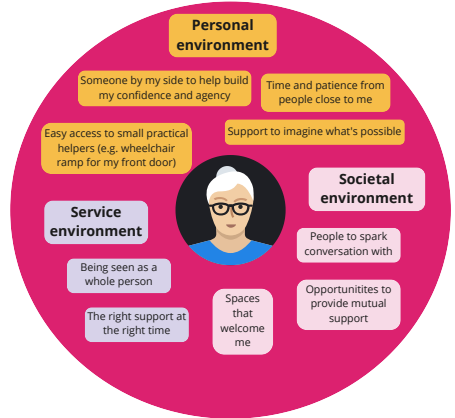 Personal
environment
Someone by my side to help build
my confidence and agency
Time and patience from
people close to me
Easy access to small practical
helpers (e.g. wheelchair
ramp for my front door)
Support to imagine what's possible
Societal
environment
Service
environment
People to spark
conversation with
Being seen as a
whole person
Opportunitites to
provide mutual
support
Spaces
that
welcome
me
The right support at
the right time